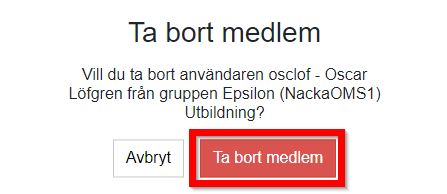 Ta bort medlem
Vill du ta bort användaren osclof - Oscar
Löfgren från gruppen Epsilon (NackaOMS1)
Utbildning?
Avbryt
Ta bort medlem